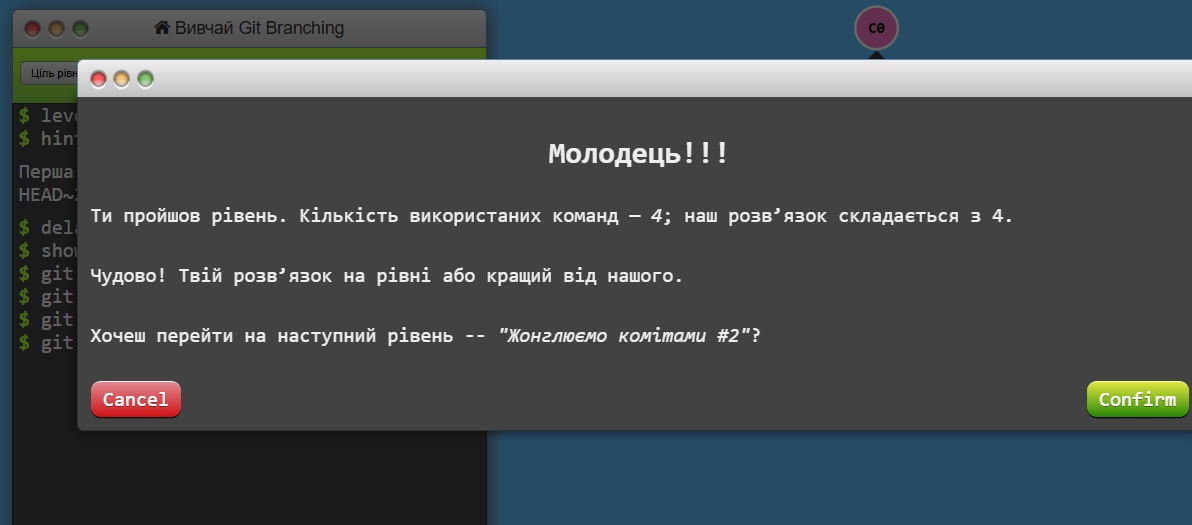 Вивчай Git Branching
C0
Ціль рівн
$ leve
$ hint
Молодець!!!
Перша
HEAD~2
Ти пройшов рівень. Кількість використаних команд – 4; наш розв’язок складається з 4.
$ dela
$ show
Чудово! Твій розв’язок на рівні або кращий від нашого.
$ git
$ git
$ git
Хочеш перейти на наступний рівень -- "Жонглюємо комітами #2"?
$ git
Cancel
Confirm